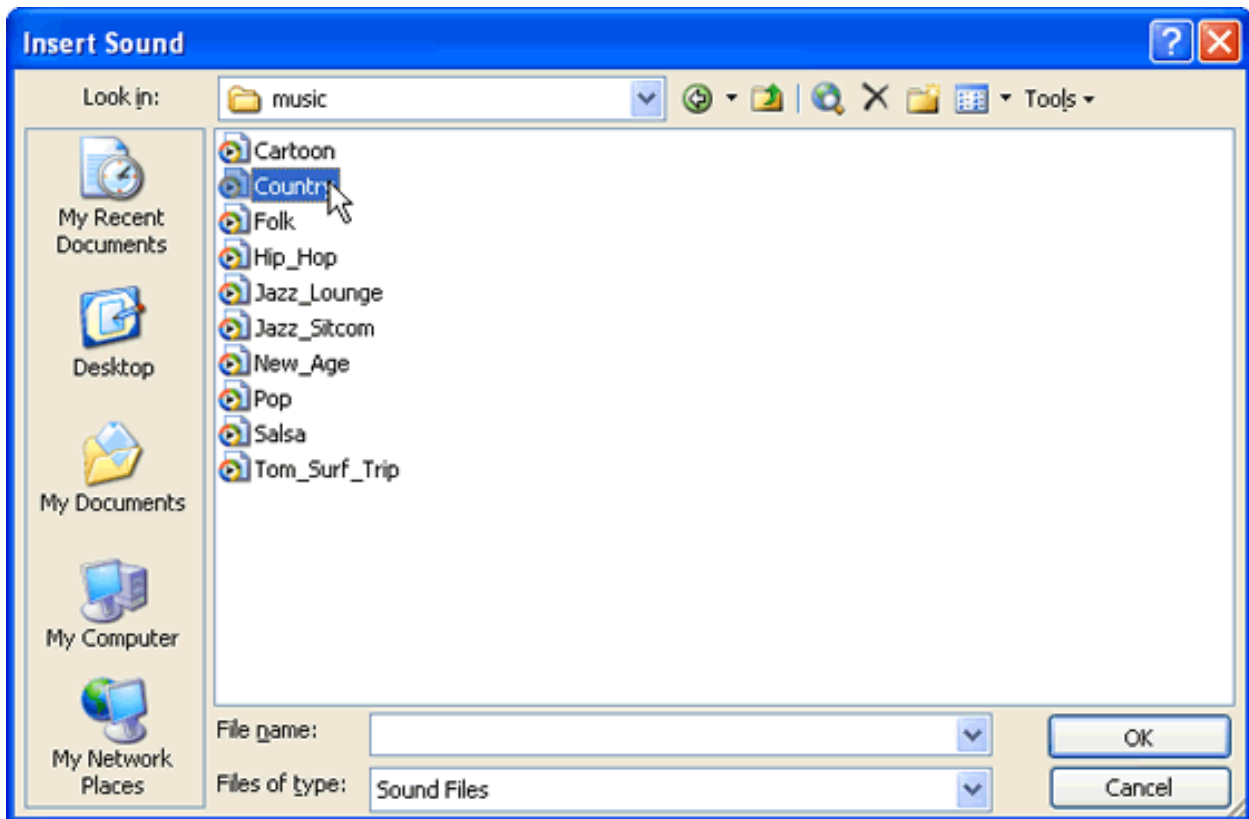 Insert Sound
Look in:
music
Tools
My Recent
Documents
Desktop
My Documents
My Computer
My Network
Places
Cartoon
Country
Folk
Hip_Hop
Jazz_Lounge
Jazz_Sitcom
New_Age
Pop
Salsa
Tom_Surf_Trip
File name:
OK
Files of type:
Sound Files
Cancel